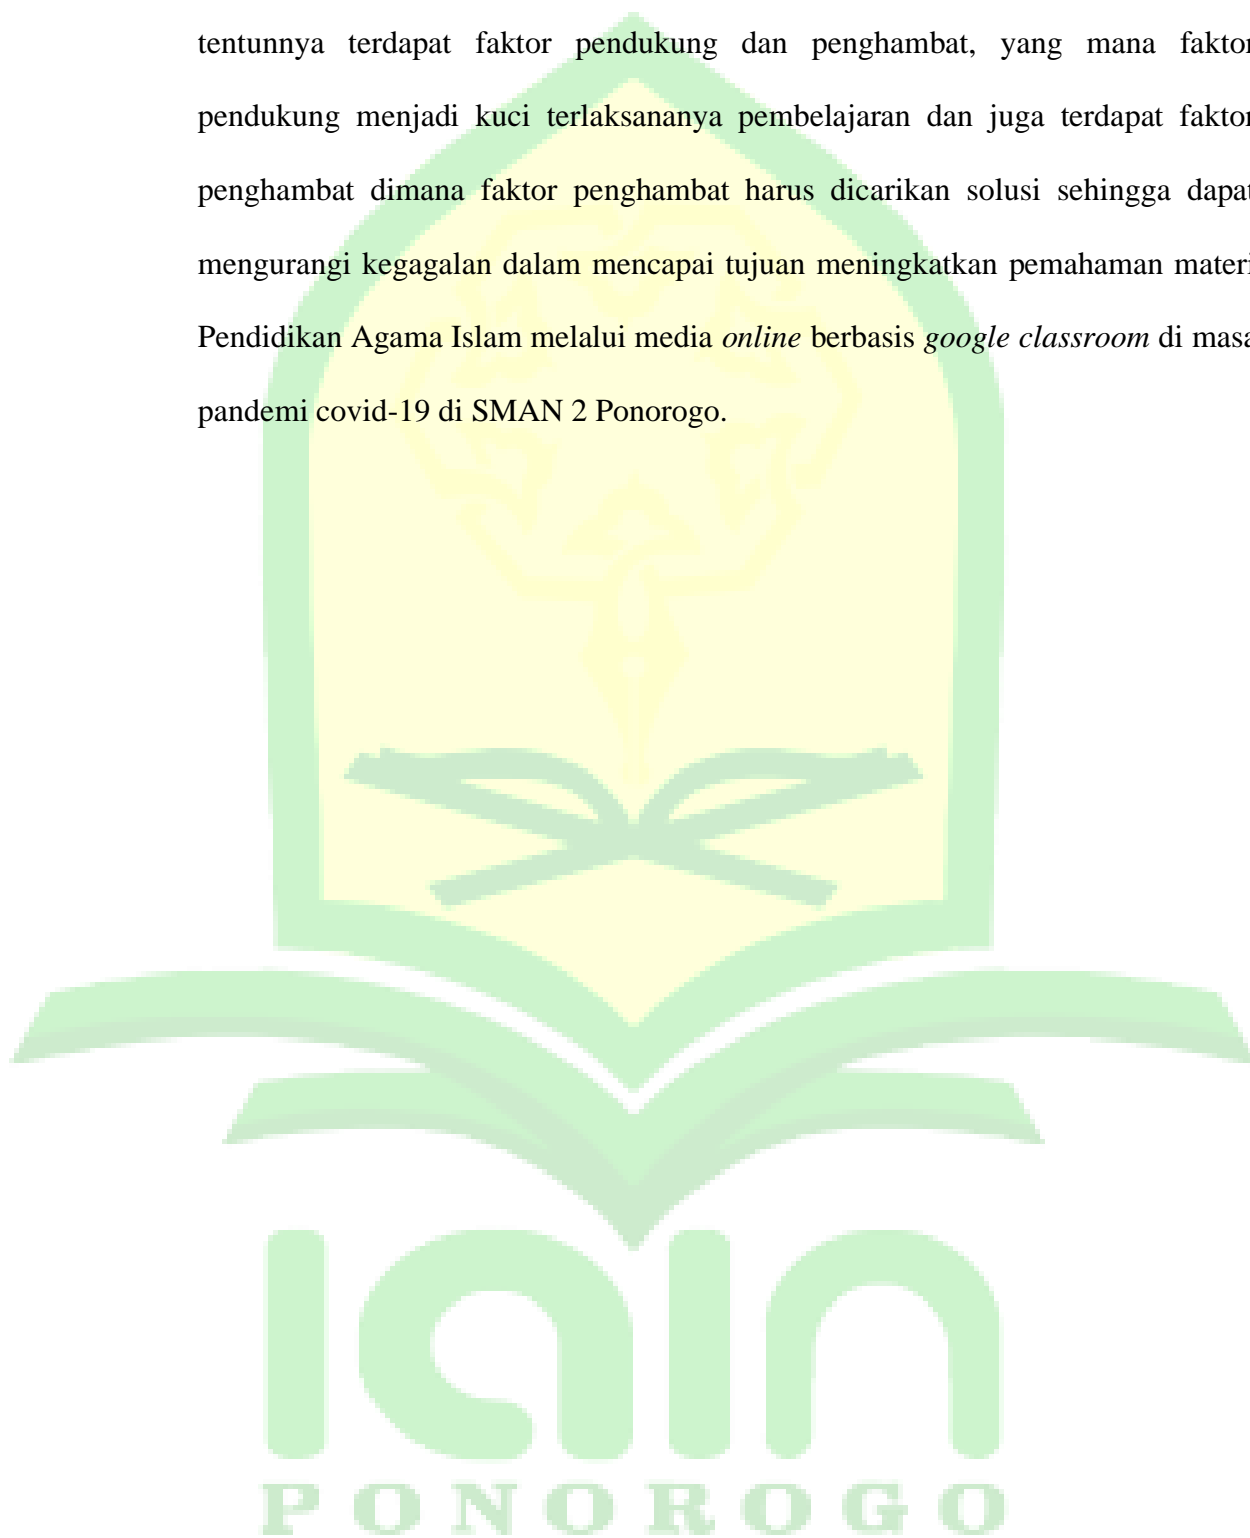 tentunnya terdapat faktor pendukung dan penghambat, yang mana faktor
pendukung menjadi kuci terlaksananya pembelajaran dan juga terdapat faktor
penghambat dimana faktor penghambat harus dicarikan solusi sehingga dapat
mengurangi kegagalan dalam mencapai tujuan meningkatkan pemahaman materi
Pendidikan Agama Islam melalui media online berbasis google classroom di masa
pandemi covid-19 di SMAN 2 Ponorogo.
iain
PONOROGO